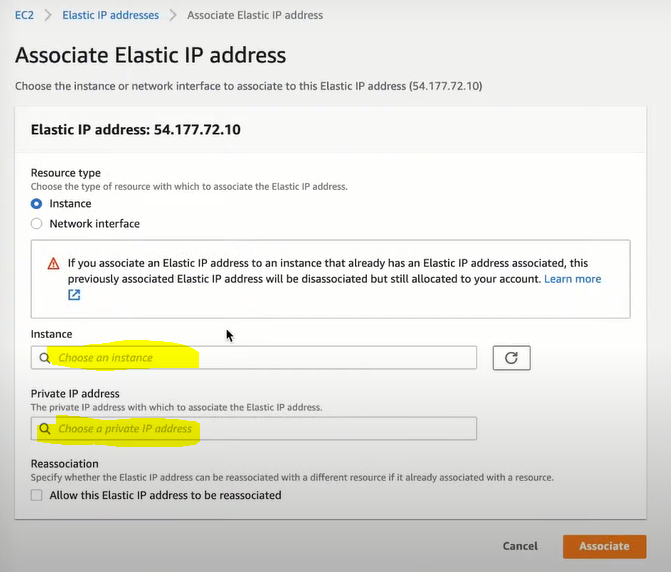 EC2 > Elastic IP addresses > Associate Elastic IP address
Associate Elastic IP address
Choose the instance or network interface to associate to this Elastic IP address (54.177.72.10)
Elastic IP address: 54.177.72.10
Resource type
Choose the type of resource with which to associate the Elastic IP address.
Instance
Network interface
If you associate an Elastic IP address to an instance that already has an Elastic IP address associated, this
previously associated Elastic IP address will be disassociated but still allocated to your account. Learn more
Instance
Choose an instance
Private IP address
The private IP address with which to associate the Elastic IP address.
Choose a private IP address
Reassociation
Specify whether the Elastic IP address can be reassociated with a different resource if it already associated with a resource.
Allow this Elastic IP address to be reassociated
Cancel Associate